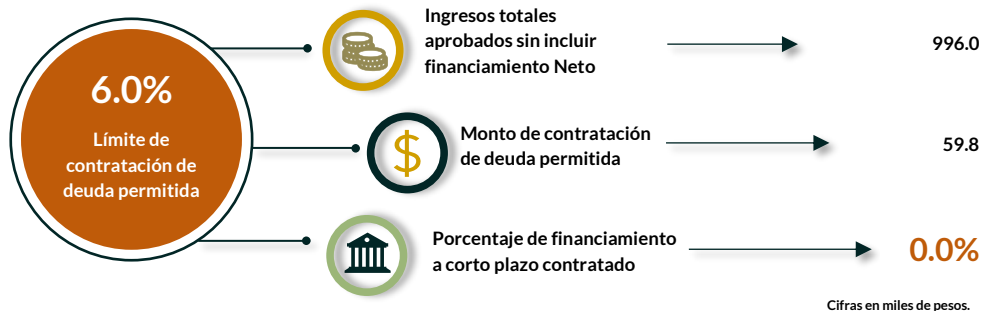 6.0%
Límite de
contratación de
deuda permitida
Ingresos totales
aprobados sin incluir
financiamiento Neto
996.0
$
Monto de contratación
de deuda permitida
59.8
Porcentaje de financiamiento
a corto plazo contratado
0.0%
Cifras en miles de pesos.